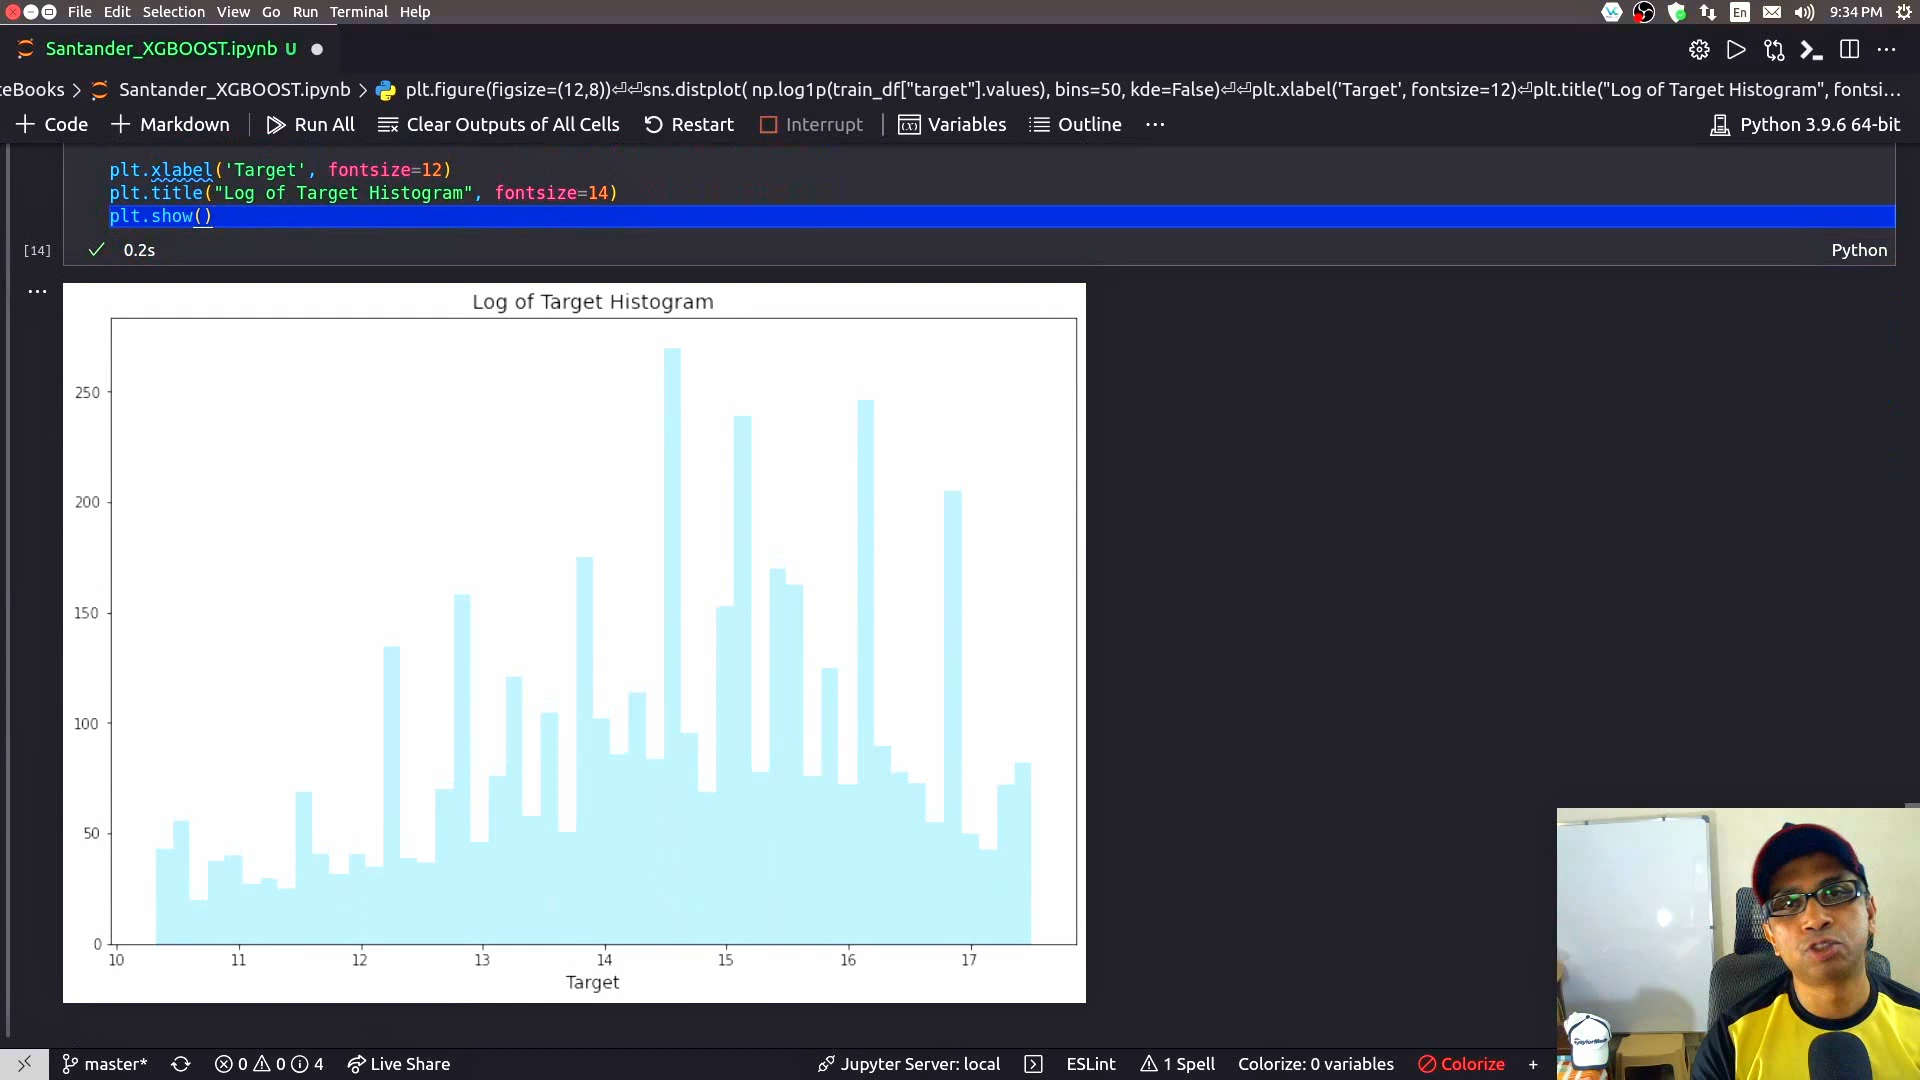 File Edit Selection View Go Run Terminal Help En 9:34 PM
Santander_XGBOOST.ipynb U
eBooks > Santander_XGBOOST.ipynb > plt.figure(figsize=(12,8))⏎⏎sns.distplot( np.log1p(train_df["target"].values), bins=50, kde=False)⏎⏎plt.xlabel('Target', fontsize=12)⏎plt.title("Log of Target Histogram", fontsi...
+ Code + Markdown Run All Clear Outputs of All Cells Restart Interrupt Variables Outline ... Python 3.9.6 64-bit
plt.xlabel('Target', fontsize=12)
plt.title("Log of Target Histogram", fontsize=14)
plt.show()
[14] ✓ 0.2s Python
...
Log of Target Histogram
250
200
150
100
50
0
10 11 12 13 14 15 16 17
Target
master* 0 0 4 Live Share Jupyter Server: local ESLint 1 Spell Colorize: 0 variables Colorize +